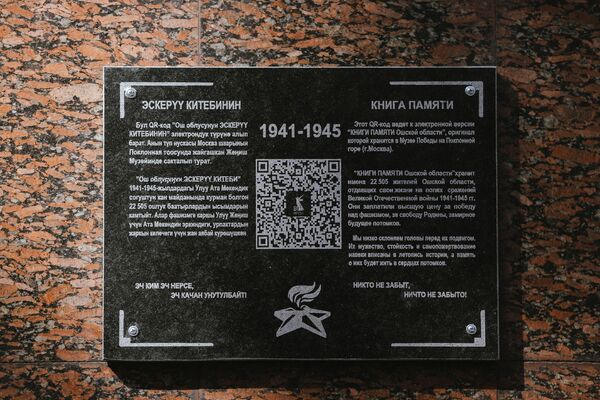 ЭСКЕРҮҮ КИТЕБИНИН
Бул QR-код "Ош облусунун ЭСКЕРҮҮ
КИТЕБИНИН" электрондук түрүнө алып
барат. Анын түп нускасы Москва шаарынын
Поклонная тоосунда жайгашкан Жеңиш
Музейинде сакталып турат.
"Ош облусунун ЭСКЕРҮҮ КИТЕБИ"
1941-1945-жылдардагы Улуу Ата Мекендик
согуштун кан майданында курман болгон
22 505 оштук баатырлардын ысымдарын
камтыйт. Алар фашизмге каршы Улуу Жеңиш
үчүн Ата Мекендин эркиндиги, урпактардын
жаркын келечеги үчүн жан аябай күрөшүшкөн.
ЭЧ КИМ ЭЧ НЕРСЕ,
ЭЧ КАЧАН УНУТУЛБАЙТ!
1941-1945
КНИГА ПАМЯТИ
Этот QR-код ведет к электронной версии
"КНИГИ ПАМЯТИ Ошской области", оригинал
которой хранится в Музее Победы на Поклонной
горе (г.Москва).
"КНИГИ ПАМЯТИ Ошской области"хранит
имена 22 505 жителей Ошской области,
отдавших свои жизни на полях сражений
Великой Отечественной войны 1941-1945 гг.
Они заплатили высшую цену за победу
над фашизмом, за свободу Родины, за мирное
будущее потомков.
Мы низко склоняем головы перед их подвигом.
Их мужество, стойкость и самопожертвование
навеки вписаны в летопись истории, а память
о них будет жить в сердцах потомков.
НИКТО НЕ ЗАБЫТ,
НИЧТО НЕ ЗАБЫТО!